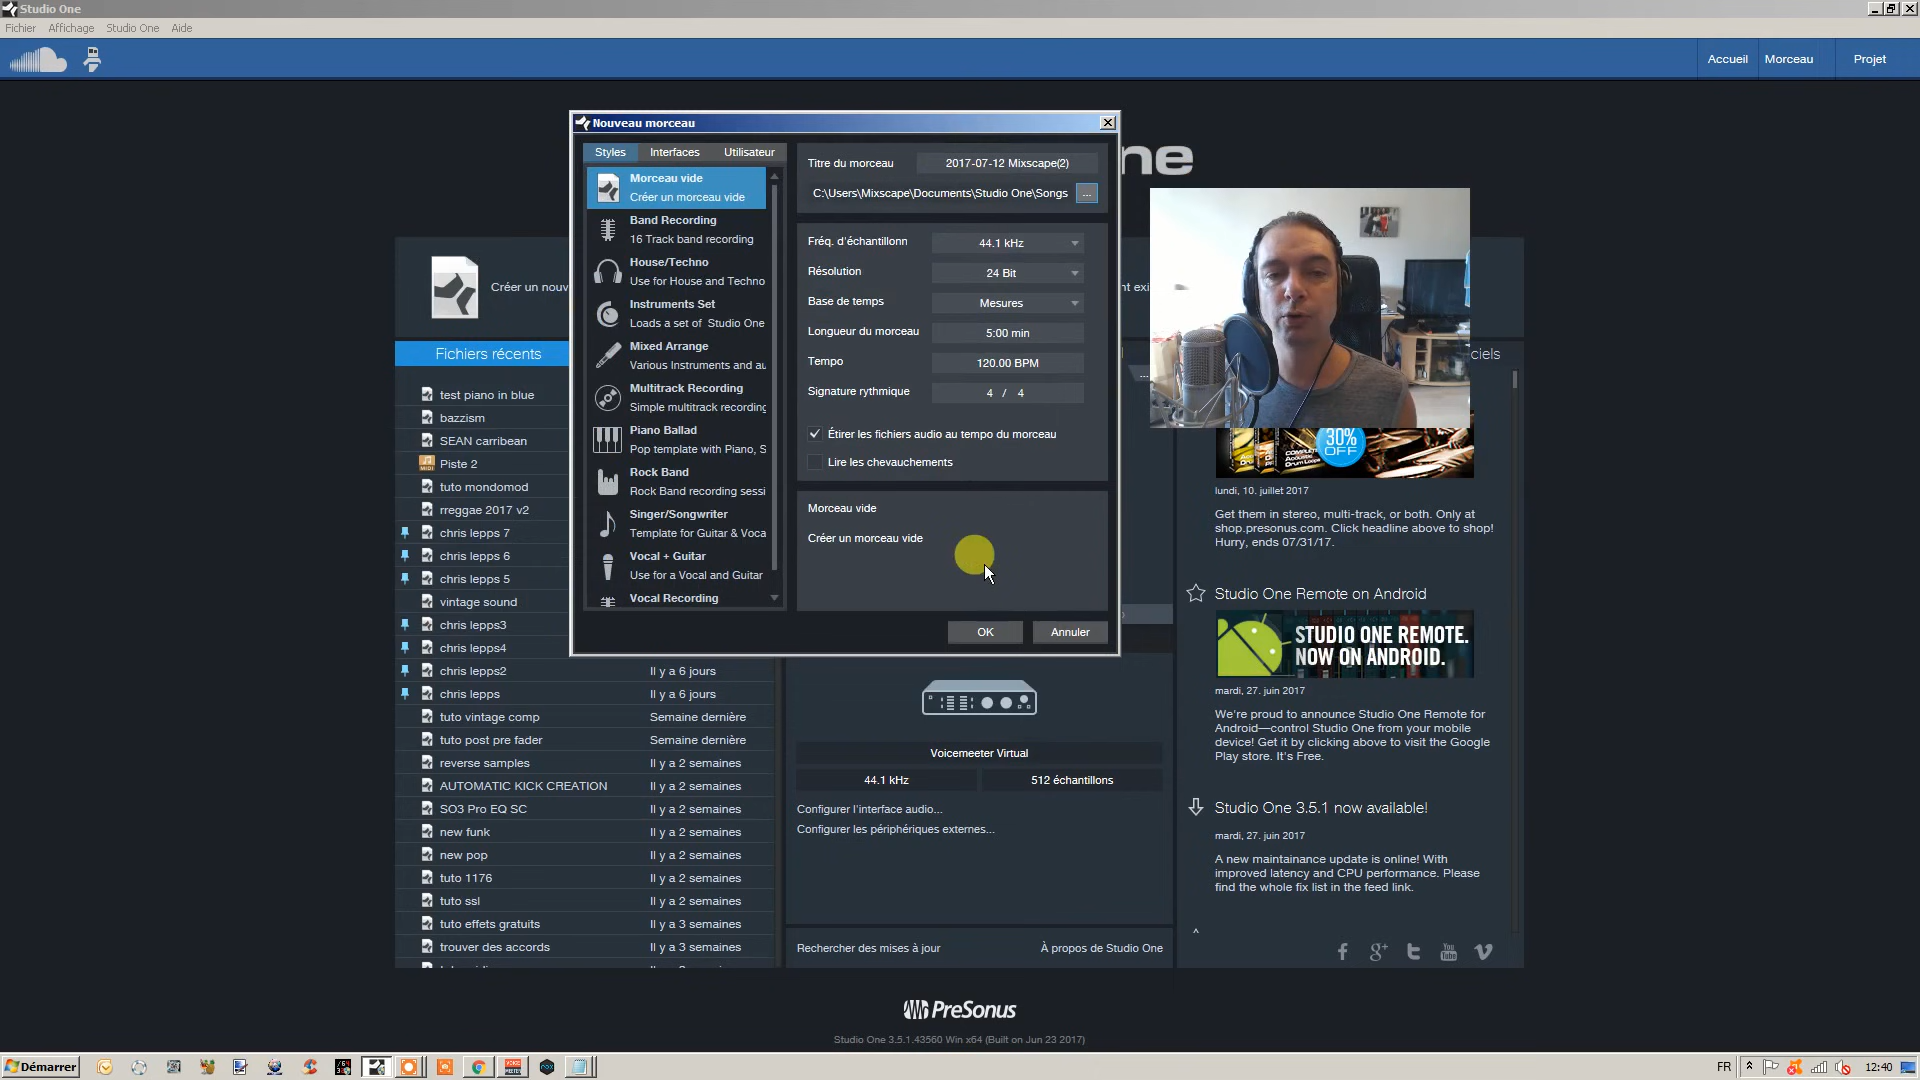 Studio One
Fichier Affichage Studio One Aide
Accueil Morceau Projet
Nouveau morceau
Styles Interfaces Utilisateur
Morceau vide
Créer un morceau vide
Band Recording
16 Track band recording
House/Techno
Use for House and Techno
Instruments Set
Loads a set of Studio One
Mixed Arrange
Various Instruments and au
Multitrack Recording
Simple multitrack recording
Piano Ballad
Pop template with Piano, S
Rock Band
Rock Band recording sessi
Singer/Songwriter
Template for Guitar & Voca
Vocal + Guitar
Use for a Vocal and Guitar
Vocal Recording
Titre du morceau 2017-07-12 Mixscape(2)
C:\Users\Mixscape\Documents\Studio One\Songs ...
Fréq. d'échantillonn 44.1 kHz
Résolution 24 Bit
Base de temps Mesures
Longueur du morceau 5:00 min
Tempo 120.00 BPM
Signature rythmique 4 / 4
Étirer les fichiers audio au tempo du morceau
Lire les chevauchements
Morceau vide
Créer un morceau vide
OK Annuler
ne
Créer un nouv
nt exi
Fichiers récents
test piano in blue
bazzism
SEAN carribean
MIDI Piste 2
tuto mondomod
rreggae 2017 v2
chris lepps 7
chris lepps 6
chris lepps 5
vintage sound
chris lepps3
chris lepps4
chris lepps2 Il y a 6 jours
chris lepps Il y a 6 jours
tuto vintage comp Semaine dernière
tuto post pre fader Semaine dernière
reverse samples Il y a 2 semaines
AUTOMATIC KICK CREATION Il y a 2 semaines
SO3 Pro EQ SC Il y a 2 semaines
new funk Il y a 2 semaines
new pop Il y a 2 semaines
tuto 1176 Il y a 2 semaines
tuto ssl Il y a 2 semaines
tuto effets gratuits Il y a 3 semaines
trouver des accords Il y a 3 semaines
Voicemeeter Virtual
44.1 kHz 512 échantillons
Configurer l'interface audio...
Configurer les périphériques externes...
Rechercher des mises à jour À propos de Studio One
ciels
...
30%
OFF
lundi, 10. juillet 2017
Get them in stereo, multi-track, or both. Only at
shop.presonus.com. Click headline above to shop!
Hurry, ends 07/31/17.
Studio One Remote on Android
STUDIO ONE REMOTE.
NOW ON ANDROID.
mardi, 27. juin 2017
We're proud to announce Studio One Remote for
Android—control Studio One from your mobile
device! Get it by clicking above to visit the Google
Play store. It's Free.
Studio One 3.5.1 now available!
mardi, 27. juin 2017
A new maintainance update is online! With
improved latency and CPU performance. Please
find the whole fix list in the feed link.
PreSonus
Studio One 3.5.1.43560 Win x64 (Built on Jun 23 2017)
Démarrer
FR 12:40